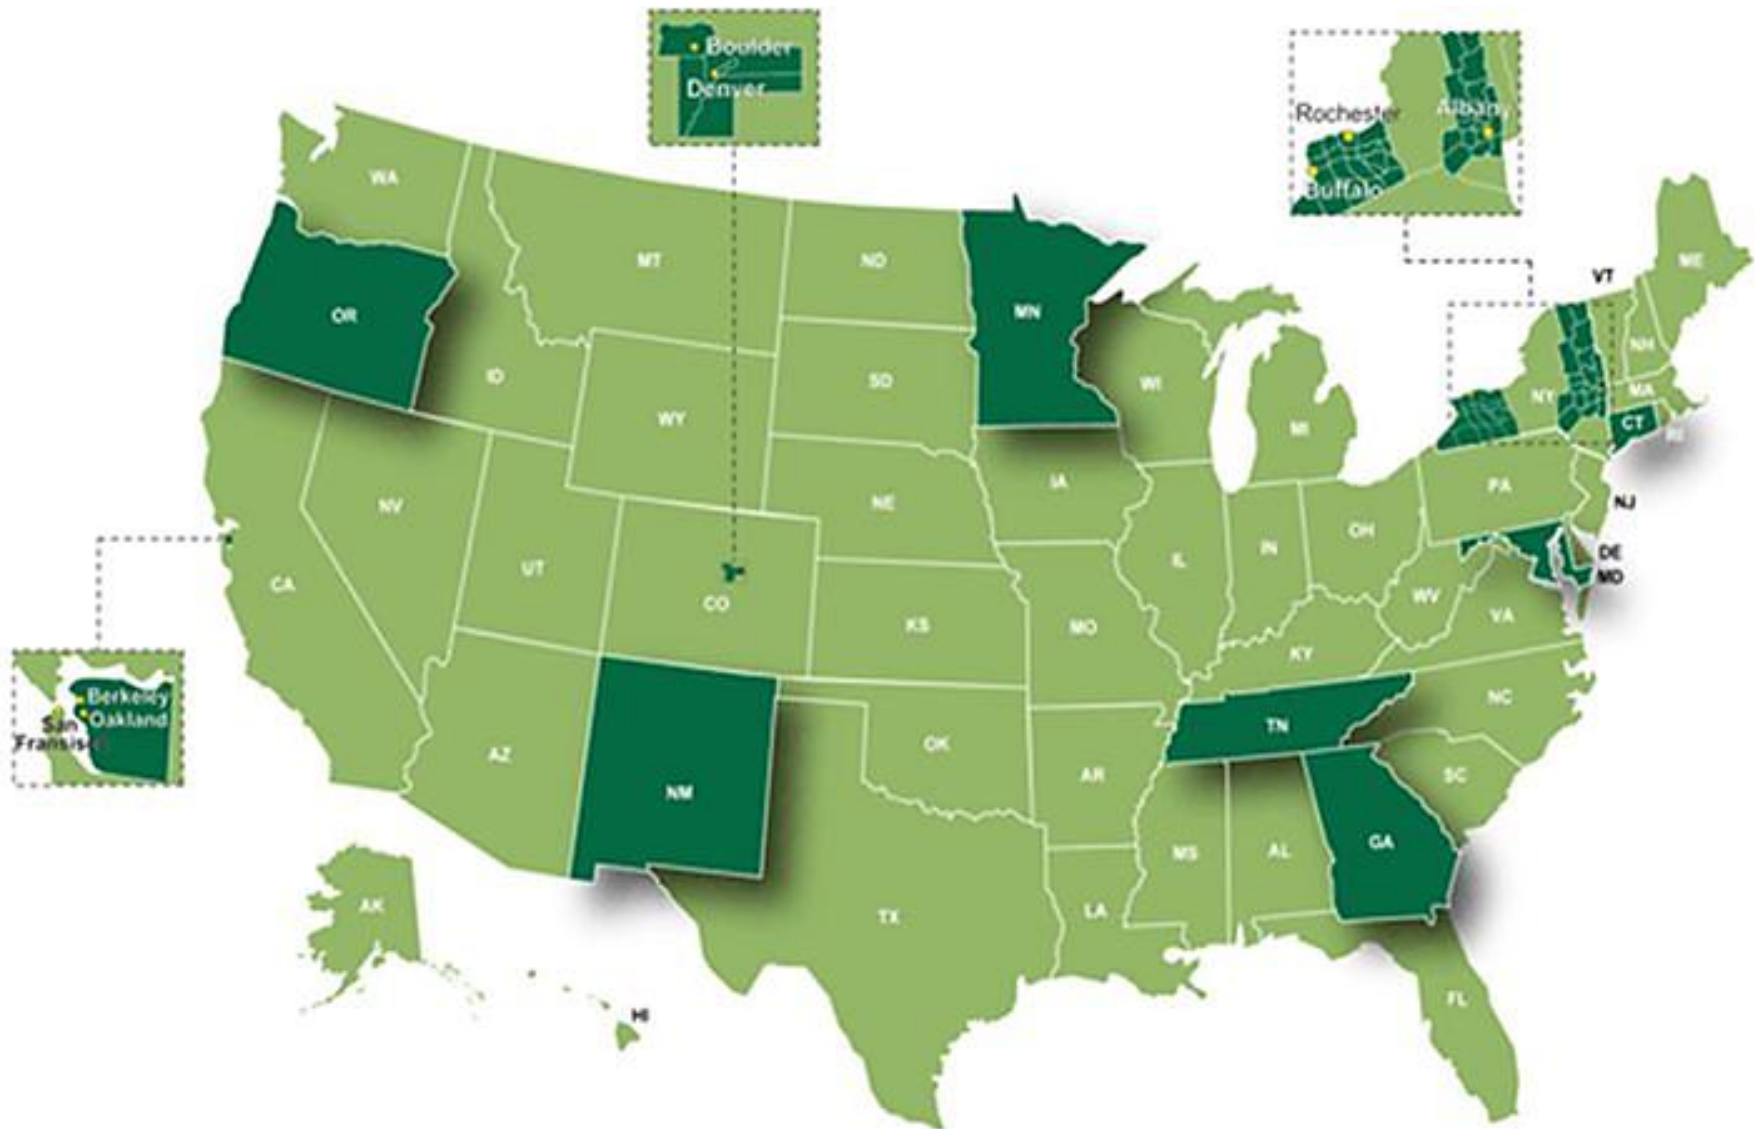 Boulder
Denver
Rochester
Albany
Buffalo
WA
OR
MT
ND
MN
VT
ME
ID
SD
WI
NH
WY
NY
MA
MI
CT
RI
NV
NE
IA
PA
NJ
UT
CO
IL
IN
OH
DE
MD
CA
KS
MO
WV
VA
KY
Berkeley
Oakland
San
Fransisc
AZ
NM
OK
AR
TN
NC
SC
MS
AL
GA
TX
LA
AK
HI
FL